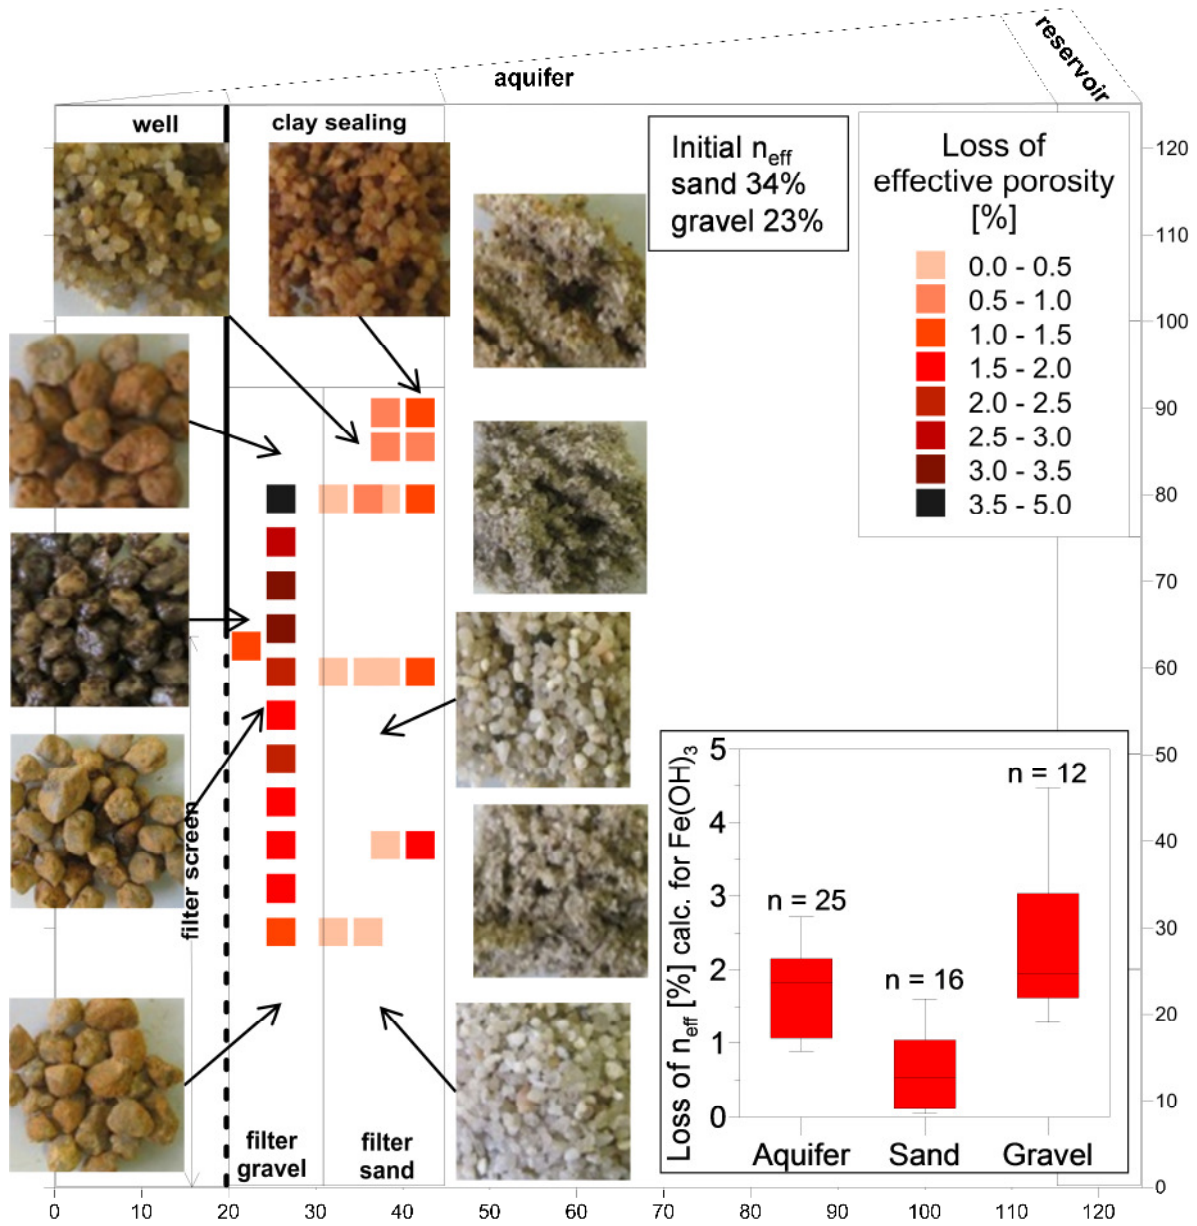 reservoir
aquifer
well
clay sealing
Initial n_eff
sand 34%
gravel 23%
Loss of
effective porosity
[%]
0.0 - 0.5
0.5 - 1.0
1.0 - 1.5
1.5 - 2.0
2.0 - 2.5
2.5 - 3.0
3.0 - 3.5
3.5 - 5.0
120
110
100
90
80
70
60
50
40
30
20
10
0
filter screen
filter
gravel
filter
sand
Loss of n_eff [%] calc. for Fe(OH)_3
5
4
3
2
1
0
n = 25
n = 16
n = 12
Aquifer Sand Gravel
0 10 20 30 40 50 60 70 80 90 100 110 120